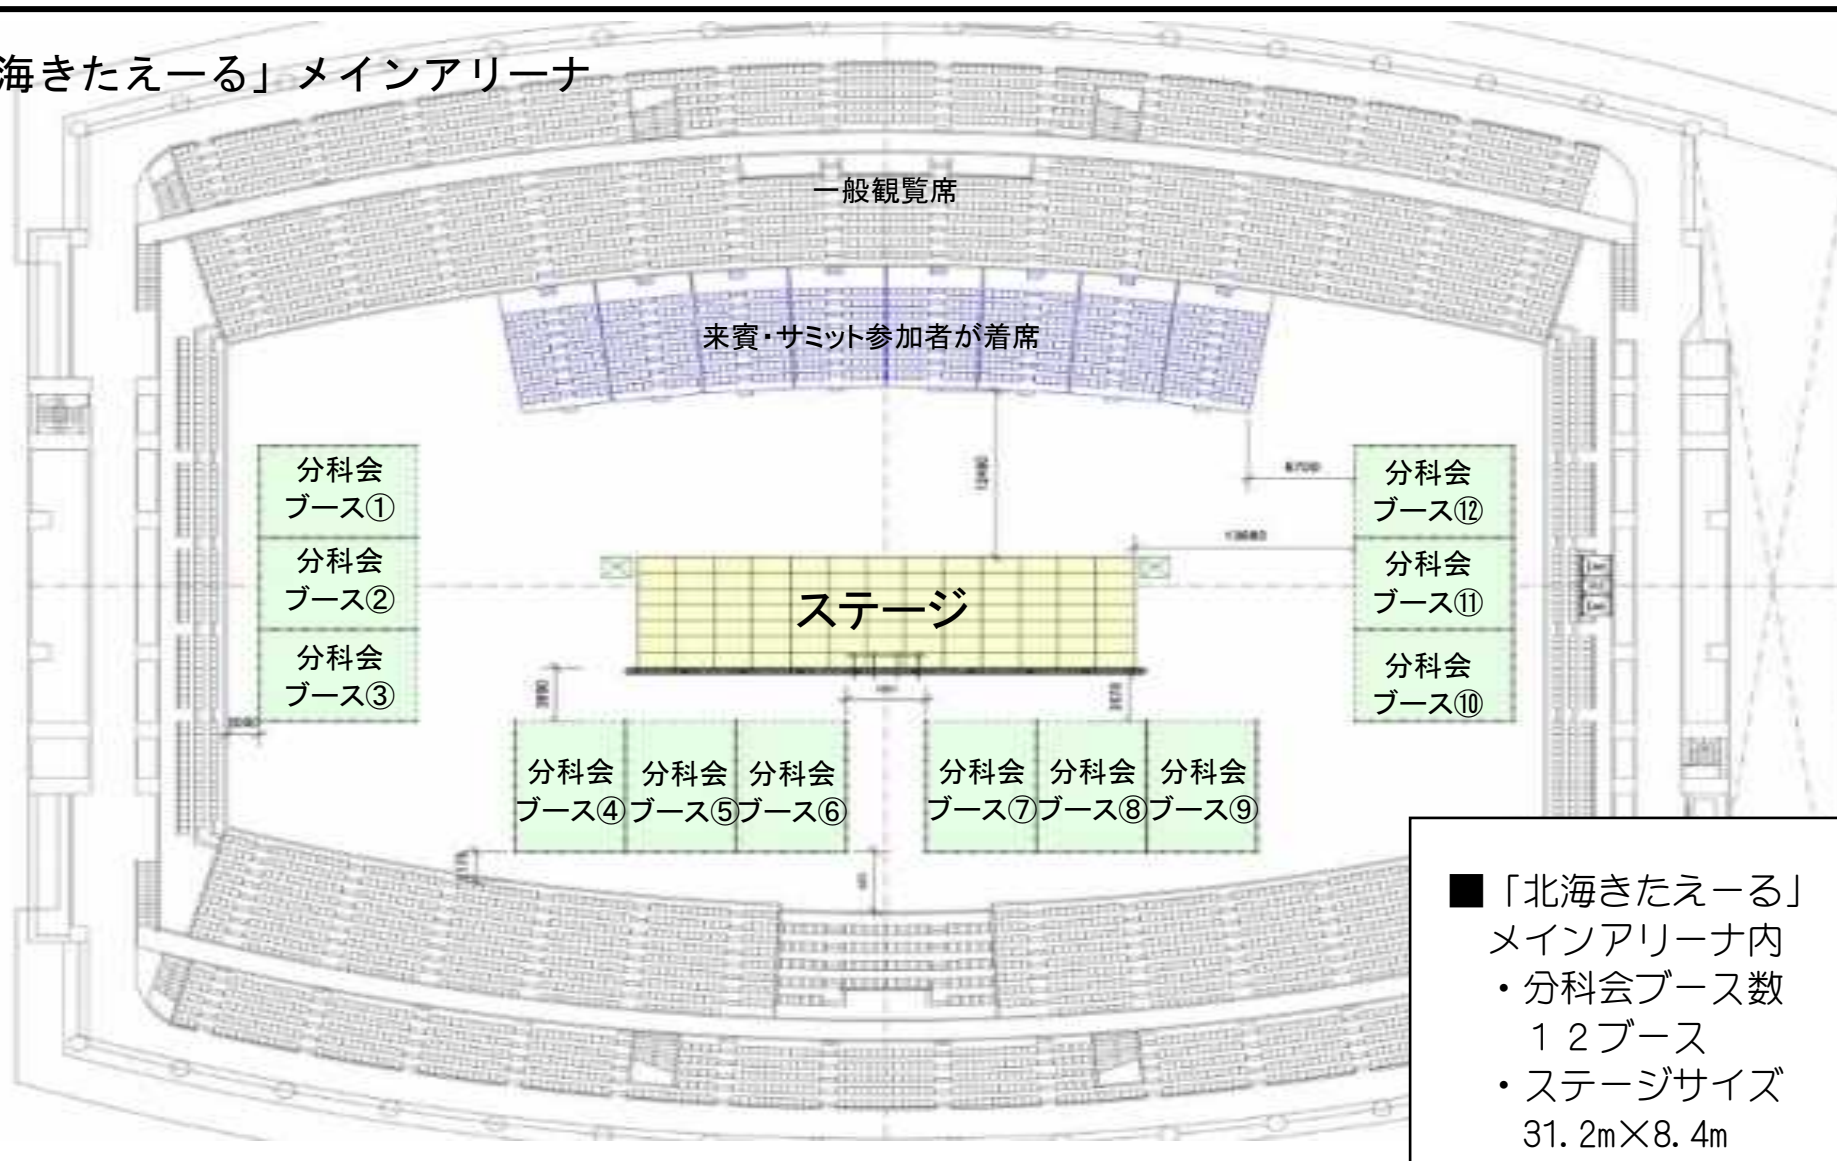 海きたえーる」メインアリーナ
一般観覧席
来賓・サミット参加者が着席
分科会
ブース①
分科会
ブース②
分科会
ブース③
ステージ
分科会
ブース⑫
分科会
ブース⑪
分科会
ブース⑩
8700
13680
分科会
ブース④
分科会
ブース⑤
分科会
ブース⑥
分科会
ブース⑦
分科会
ブース⑧
分科会
ブース⑨
■「北海きたえーる」
メインアリーナ内
・分科会ブース数
１２ブース
・ステージサイズ
31.2m×8.4m